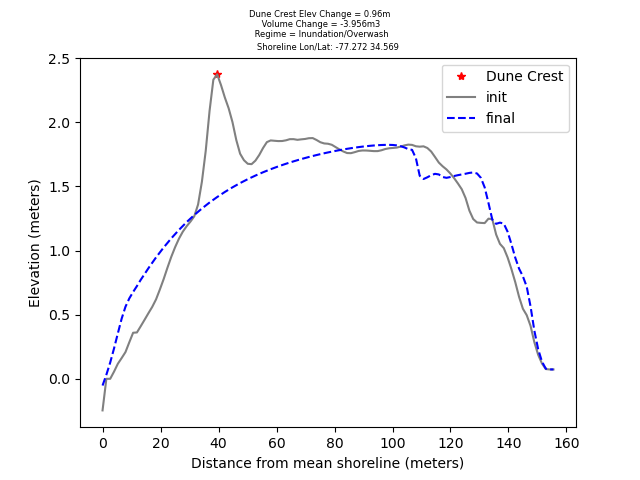 Dune Crest Elev Change = 0.96m
Volume Change = -3.956m3
Regime = Inundation/Overwash
Shoreline Lon/Lat: -77.272 34.569
2.5
2.0
1.5
1.0
0.5
0.0
Elevation (meters)
Dune Crest
init
final
0 20 40 60 80 100 120 140 160
Distance from mean shoreline (meters)